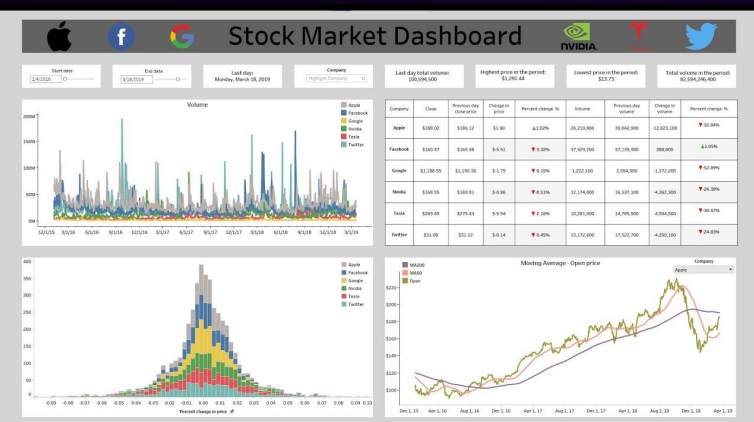 Stock Market Dashboard
NVIDIA.
Start date
1/4/2016
End date
3/18/2019
Last day:
Monday, March 18, 2019
Company
Highlight Company
Last day total volume:
100,594,600
Highest price in the period:
$1,291.44
Lowest price in the period:
$13.73
Total volume in the period:
82,594,246,400
Volume
Apple
Facebook
Google
Nvidia
Tesla
Twitter
200M
150M
100M
50M
0M
12/1/15 3/1/16 6/1/16 9/1/16 12/1/16 3/1/17 6/1/17 9/1/17 12/1/17 3/1/18 6/1/18 9/1/18 12/1/18 3/1/19
Company Close Previous day close price Change in price Percent change % Volume Previous day volume Change in volume Percent change %
Apple $188.02 $186.12 $1.90 ▲1.02% 26,219,800 39,042,900 -12,823,100 ▼-32.84%
Facebook $160.47 $165.98 $-5.51 ▼-3.32% 37,524,200 37,135,400 388,800 ▲1.05%
Google $1,188.55 $1,190.30 $-1.75 ▼-0.15% 1,222,100 2,594,300 -1,372,200 ▼-52.89%
Nvidia $168.95 $169.81 $-0.86 ▼-0.51% 12,174,800 16,537,100 -4,362,300 ▼-26.38%
Tesla $269.49 $275.43 $-5.94 ▼-2.16% 10,281,000 14,785,500 -4,504,500 ▼-30.47%
Twitter $31.08 $31.22 $-0.14 ▼-0.45% 13,172,600 17,522,700 -4,350,100 ▼-24.83%
400
350
300
250
200
150
100
50
0
Apple
Facebook
Google
Nvidia
Tesla
Twitter
-0.09 -0.08 -0.07 -0.06 -0.05 -0.04 -0.03 -0.02 -0.01 0.00 0.01 0.02 0.03 0.04 0.05 0.06 0.07 0.08 0.09 0.10
Percent change in price
Moving Average - Open price
Company
Apple
WA200
WA50
Open
$220
$200
$180
$160
$140
$120
$100
Dec 1, 15 Apr 1, 16 Aug 1, 16 Dec 1, 16 Apr 1, 17 Aug 1, 17 Dec 1, 17 Apr 1, 18 Aug 1, 18 Dec 1, 18 Apr 1, 19